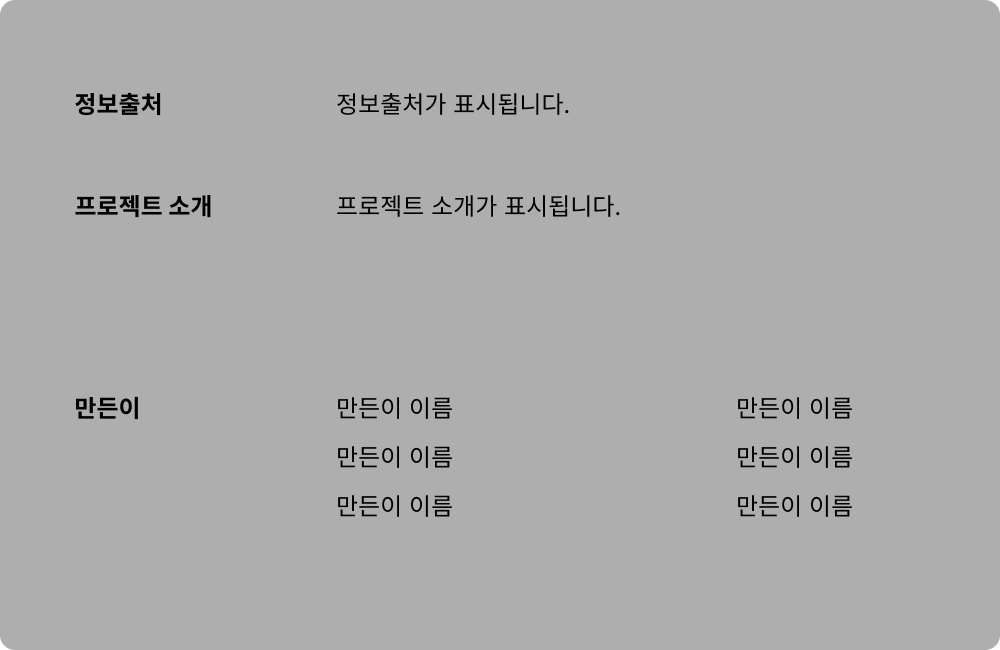 정보출처 정보출처가 표시됩니다.
프로젝트 소개 프로젝트 소개가 표시됩니다.
만든이 만든이 이름 만든이 이름
만든이 이름 만든이 이름
만든이 이름 만든이 이름